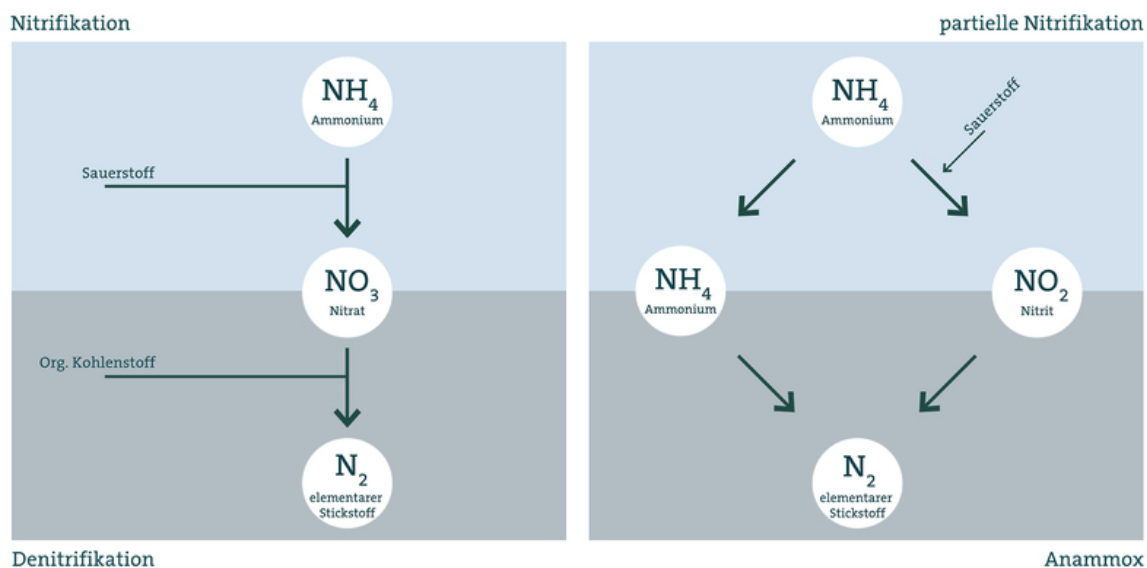 Nitrifikation
NH4
Ammonium
Sauerstoff
NO3
Nitrat
Org. Kohlenstoff
N2
elementarer
Stickstoff
Denitrifikation
partielle Nitrifikation
NH4
Ammonium
Sauerstoff
NH4
Ammonium
NO2
Nitrit
N2
elementarer
Stickstoff
Anammox